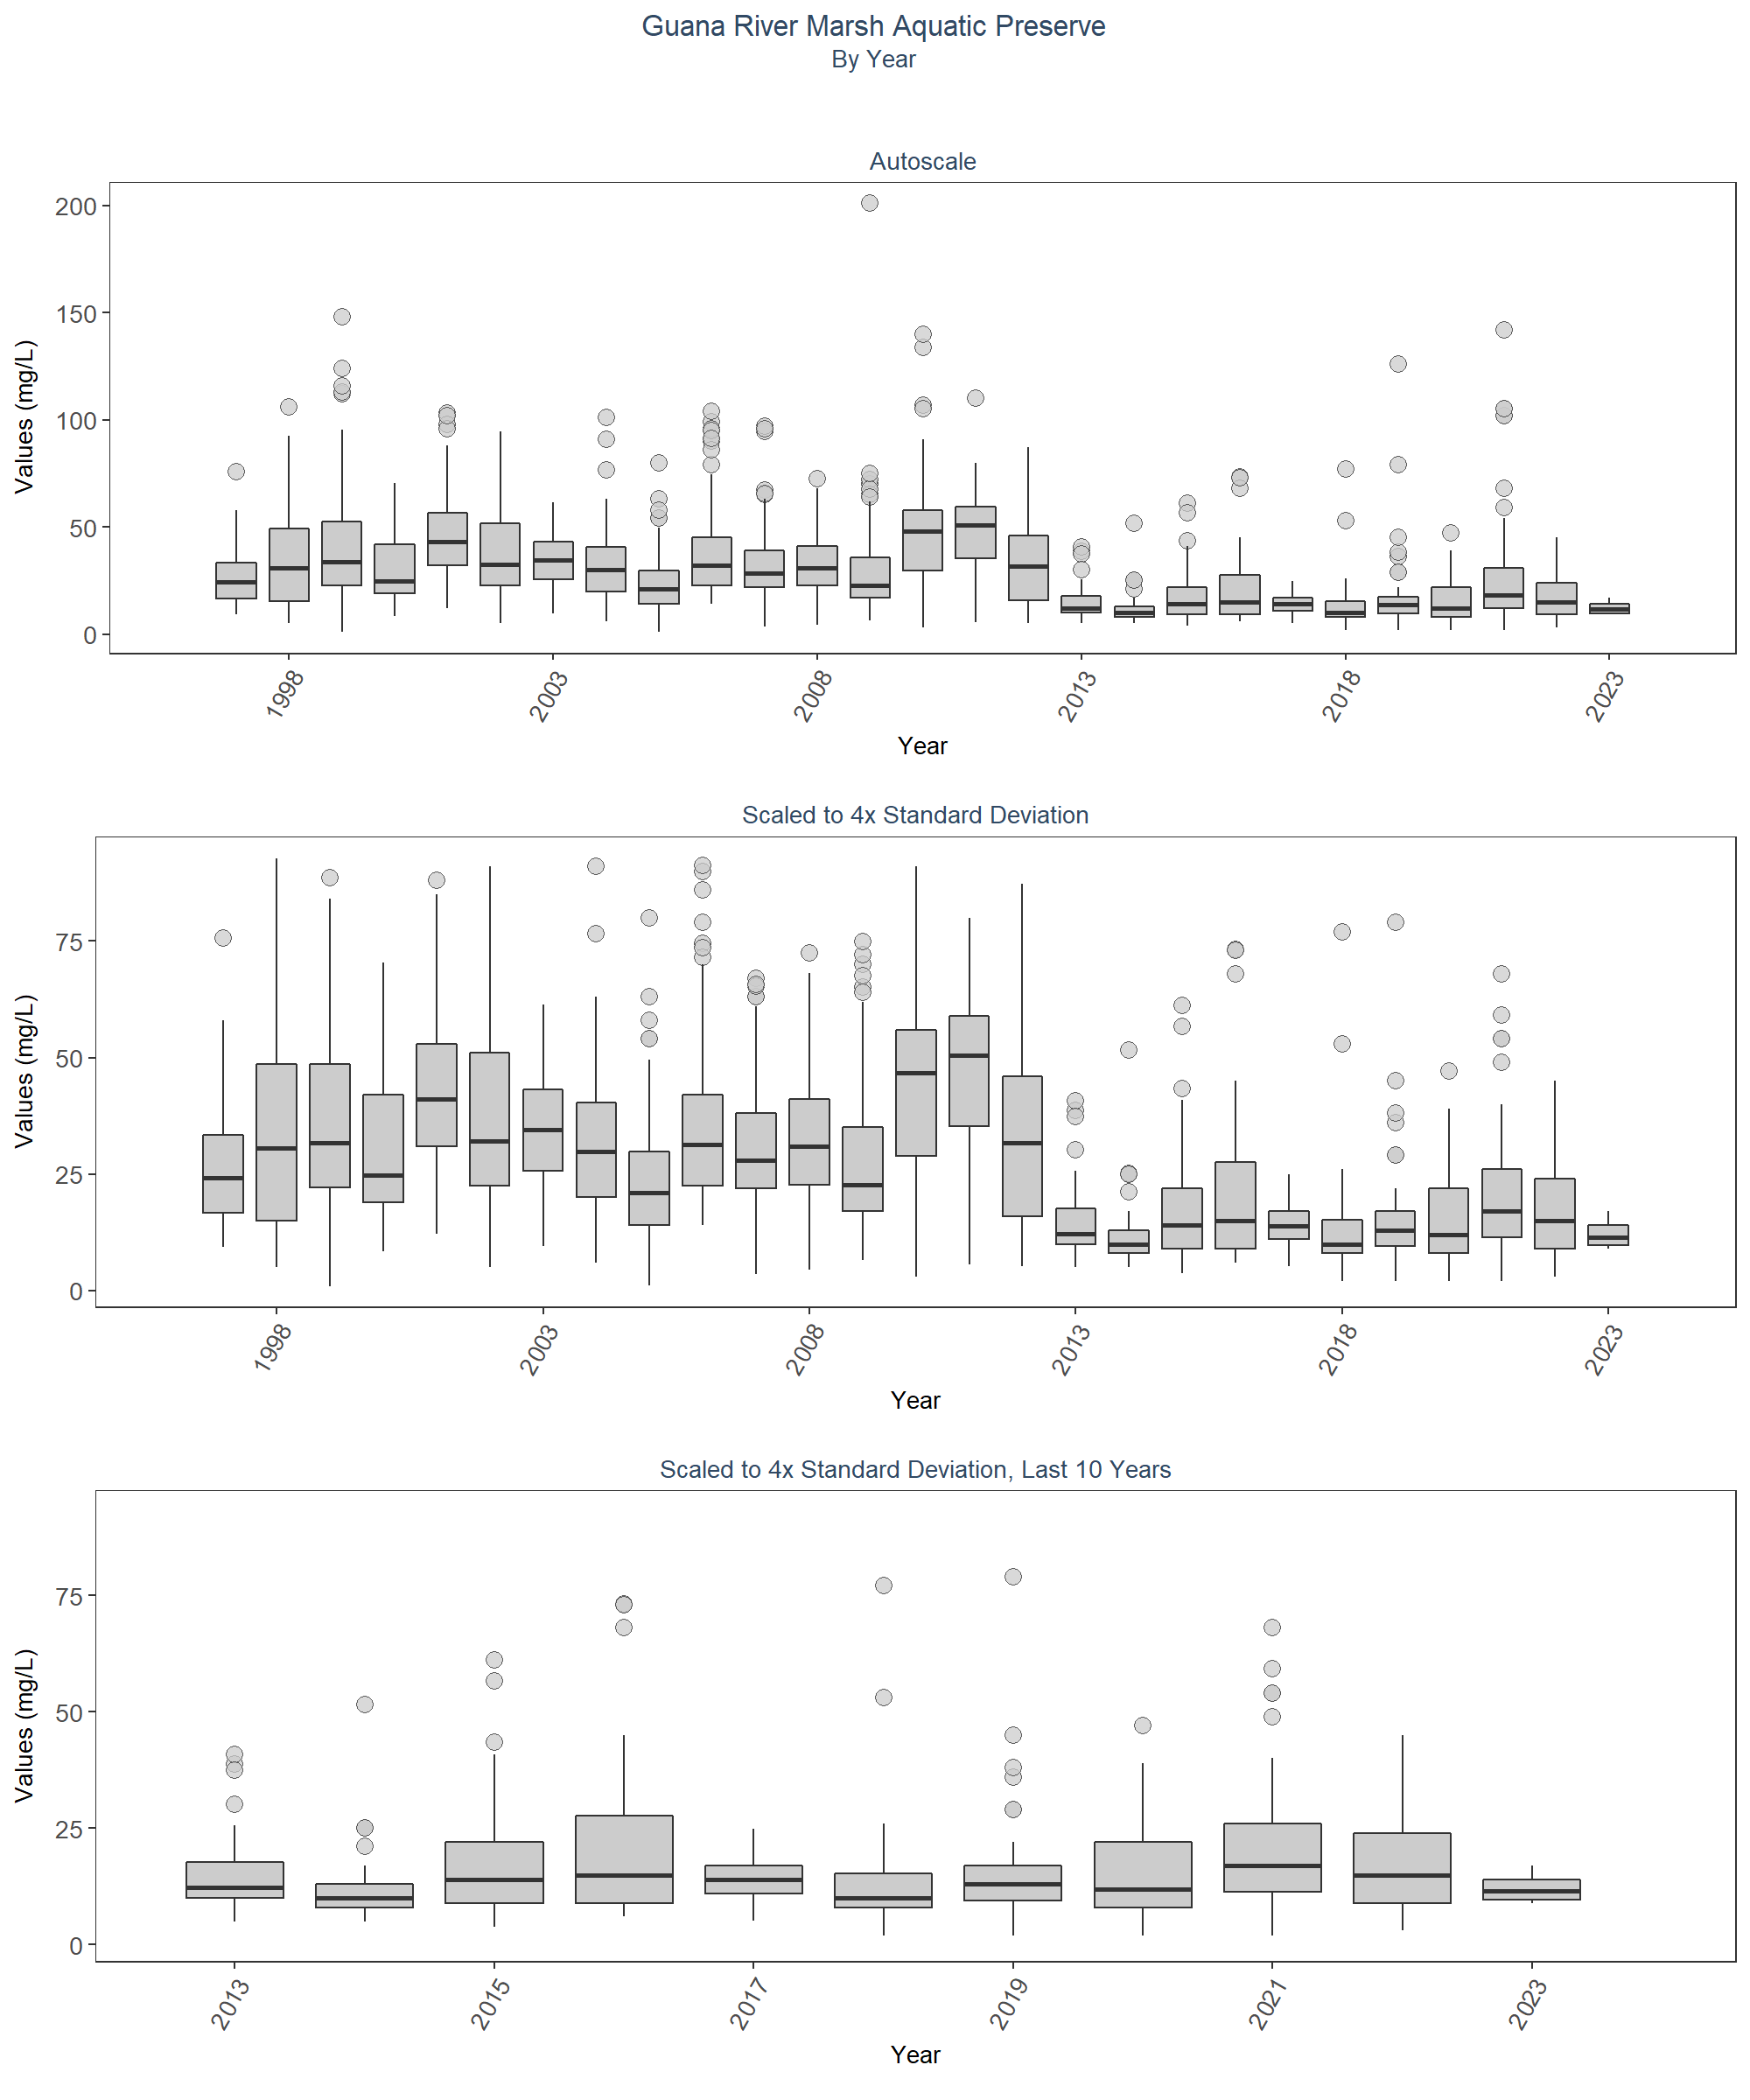 Guana River Marsh Aquatic Preserve
By Year
Autoscale
Values (mg/L)
200
150
100
50
0
1998 2003 2008 2013 2018 2023
Year
Scaled to 4x Standard Deviation
Values (mg/L)
75
50
25
0
1998 2003 2008 2013 2018 2023
Year
Scaled to 4x Standard Deviation, Last 10 Years
Values (mg/L)
75
50
25
0
2013 2015 2017 2019 2021 2023
Year